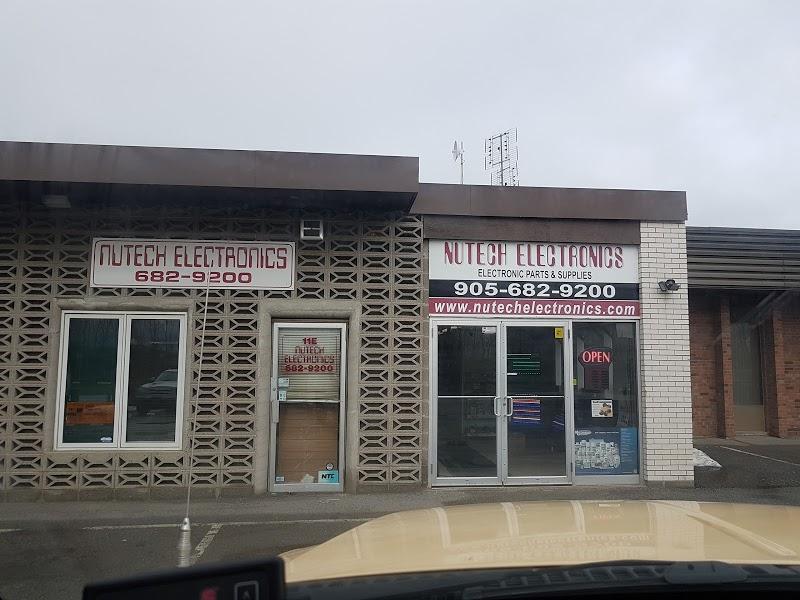 NUTECH ELECTRONICS
682-9200
11E
NUTECH
ELECTRONICS
682-9200
NTE
NUTECH ELECTRONICS
ELECTRONIC PARTS & SUPPLIES
905-682-9200
www.nutechelectronics.com
OPEN